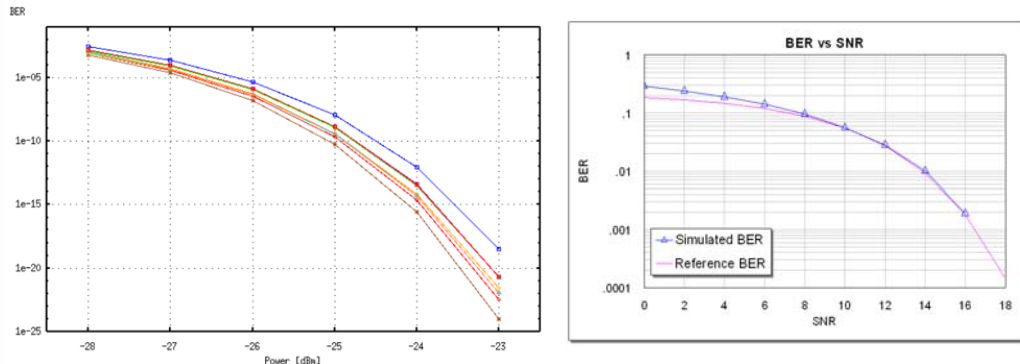 BER
1e-05
1e-10
1e-15
1e-20
1e-25
-28 -27 -26 -25 -24 -23
Power [dBm]
BER vs SNR
1
.1
.01
.001
.0001
BER
Simulated BER
Reference BER
0 2 4 6 8 10 12 14 16 18
SNR